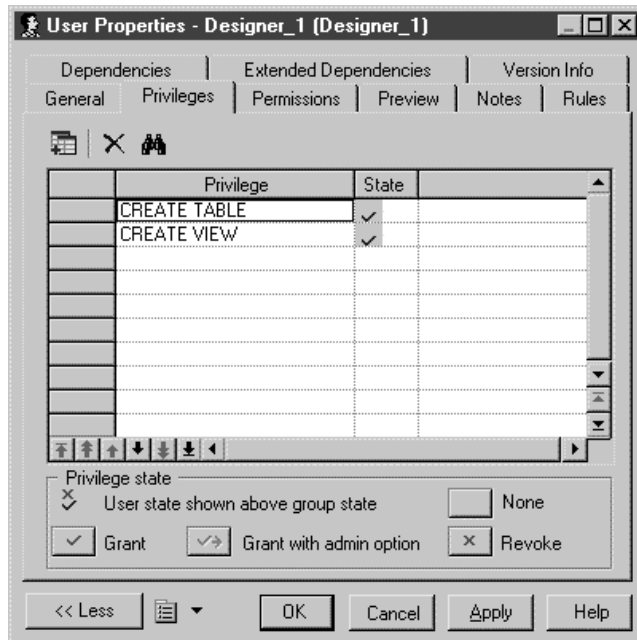 User Properties - Designer_1 (Designer_1)
Dependencies Extended Dependencies Version Info
General Privileges Permissions Preview Notes Rules
Privilege State
CREATE TABLE
CREATE VIEW
Privilege state
User state shown above group state None
Grant Grant with admin option Revoke
<< Less OK Cancel Apply Help